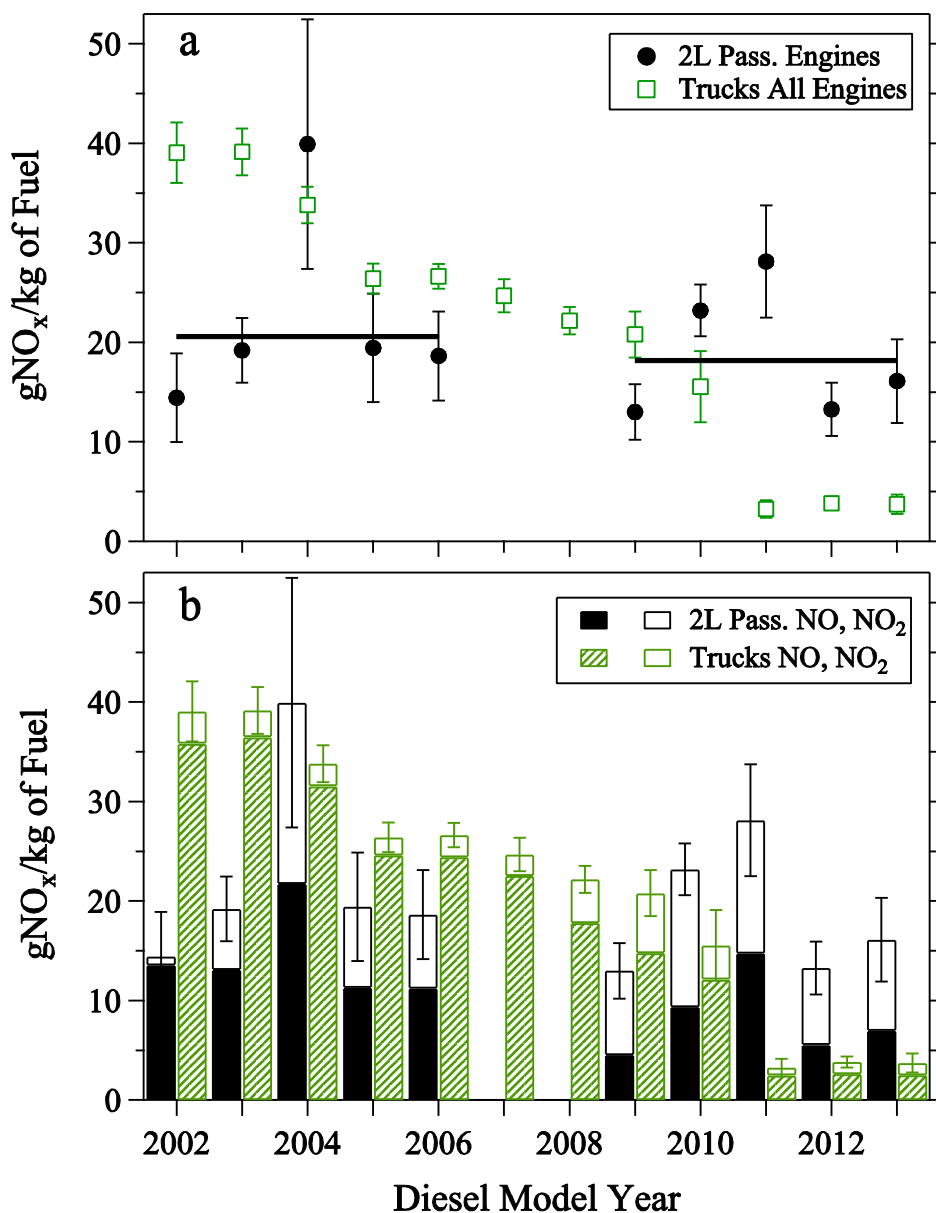 a
2L Pass. Engines
Trucks All Engines
50
40
30
20
10
0
gNOₓ/kg of Fuel
b
2L Pass. NO, NO₂
Trucks NO, NO₂
50
40
30
20
10
0
gNOₓ/kg of Fuel
2002 2004 2006 2008 2010 2012
Diesel Model Year